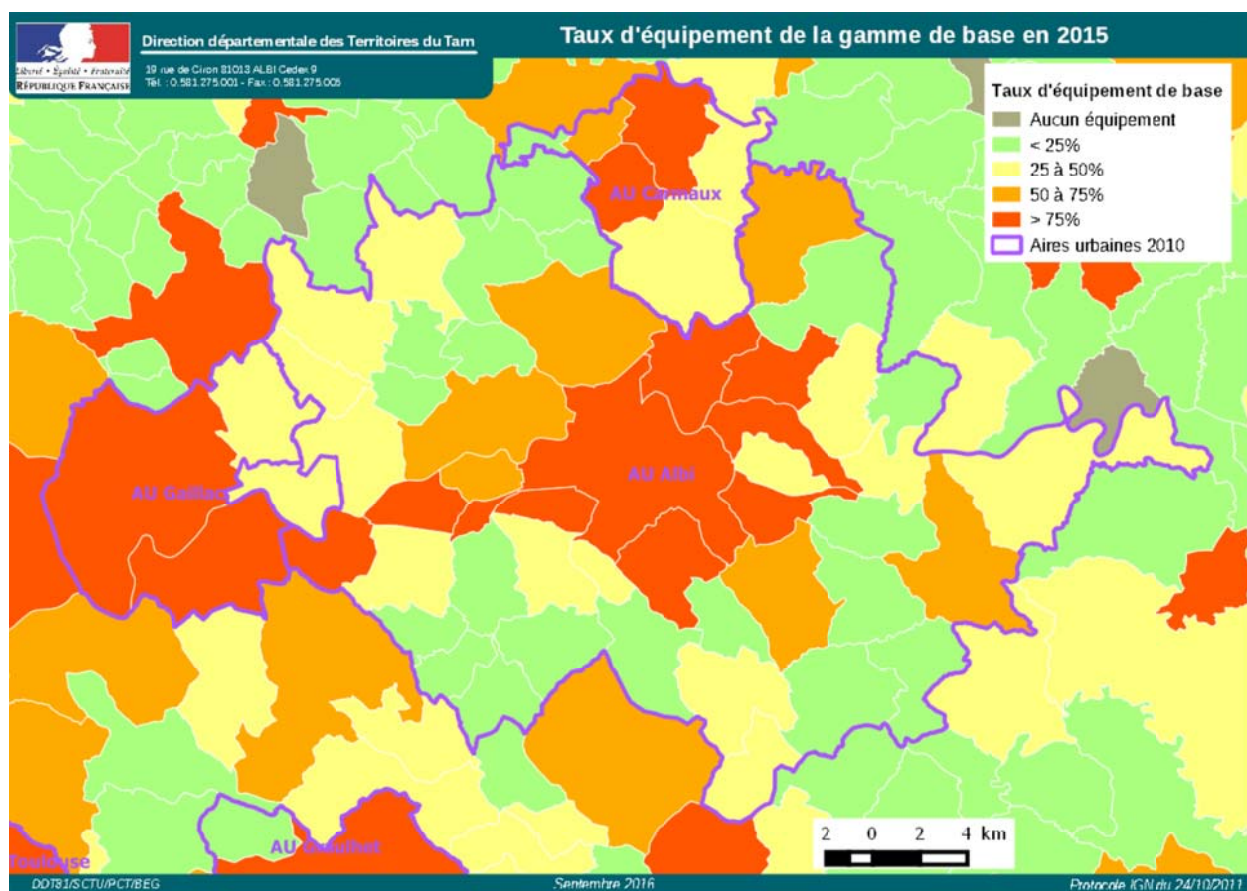 Liberté • Égalité • Fraternité
RÉPUBLIQUE FRANÇAISE
Direction départementale des Territoires du Tarn
19 rue de Ciron 81013 ALBI Cedex 9
Tél. : 0.581.275.001 - Fax : 0.581.275.005
Taux d'équipement de la gamme de base en 2015
Taux d'équipement de base
Aucun équipement
< 25%
25 à 50%
50 à 75%
> 75%
Aires urbaines 2010
AU Carmaux
AU Albi
AU Gaillac
AU Graulhet
Toulouse
2 0 2 4 km
DDT81/SCTU/PCT/BEG
Septembre 2016
Protocole IGN du 24/10/2011